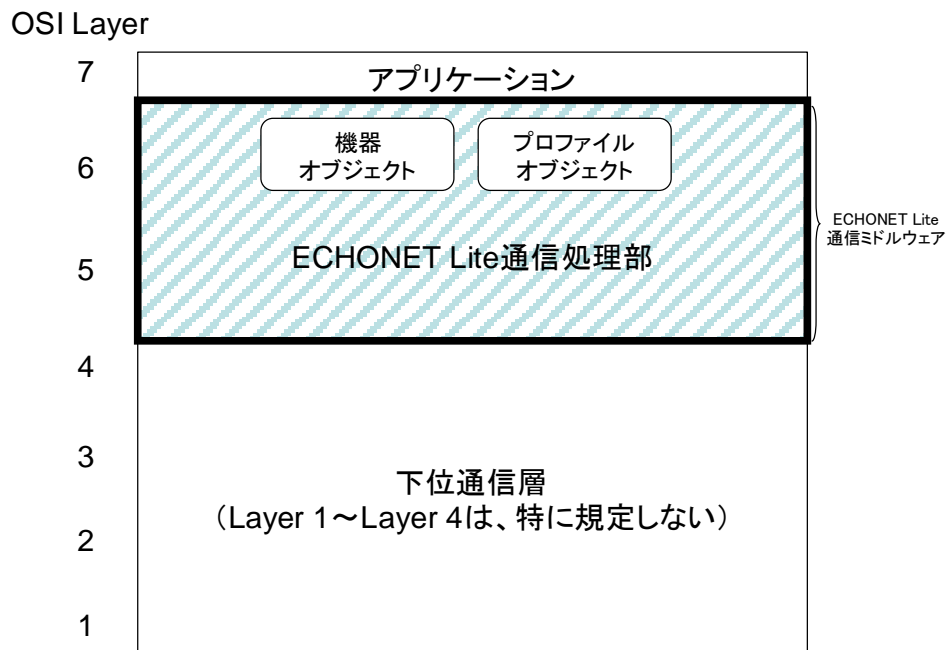 OSI Layer
7
アプリケーション
機器
オブジェクト
プロファイル
オブジェクト
6
ECHONET Lite
通信ミドルウェア
ECHONET Lite通信処理部
5
4
3
下位通信層
（Layer 1～Layer 4は、特に規定しない）
2
1